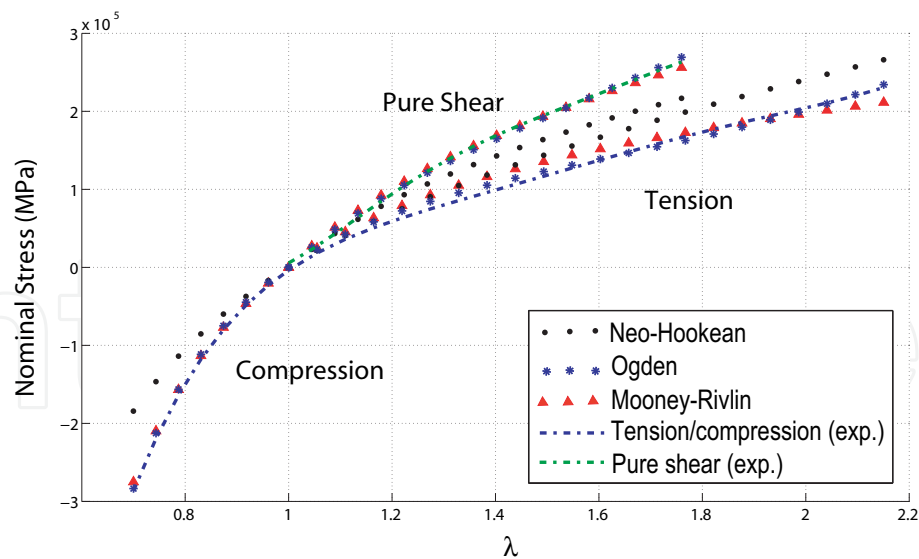 x 10 5
3
2
1
0
−1
−2
−3
Nominal Stress (MPa)
Pure Shear
Tension
Compression
Neo-Hookean
Ogden
Mooney-Rivlin
Tension/compression (exp.)
Pure shear (exp.)
0.8
1
1.2
1.4
1.6
1.8
2
2.2
λ